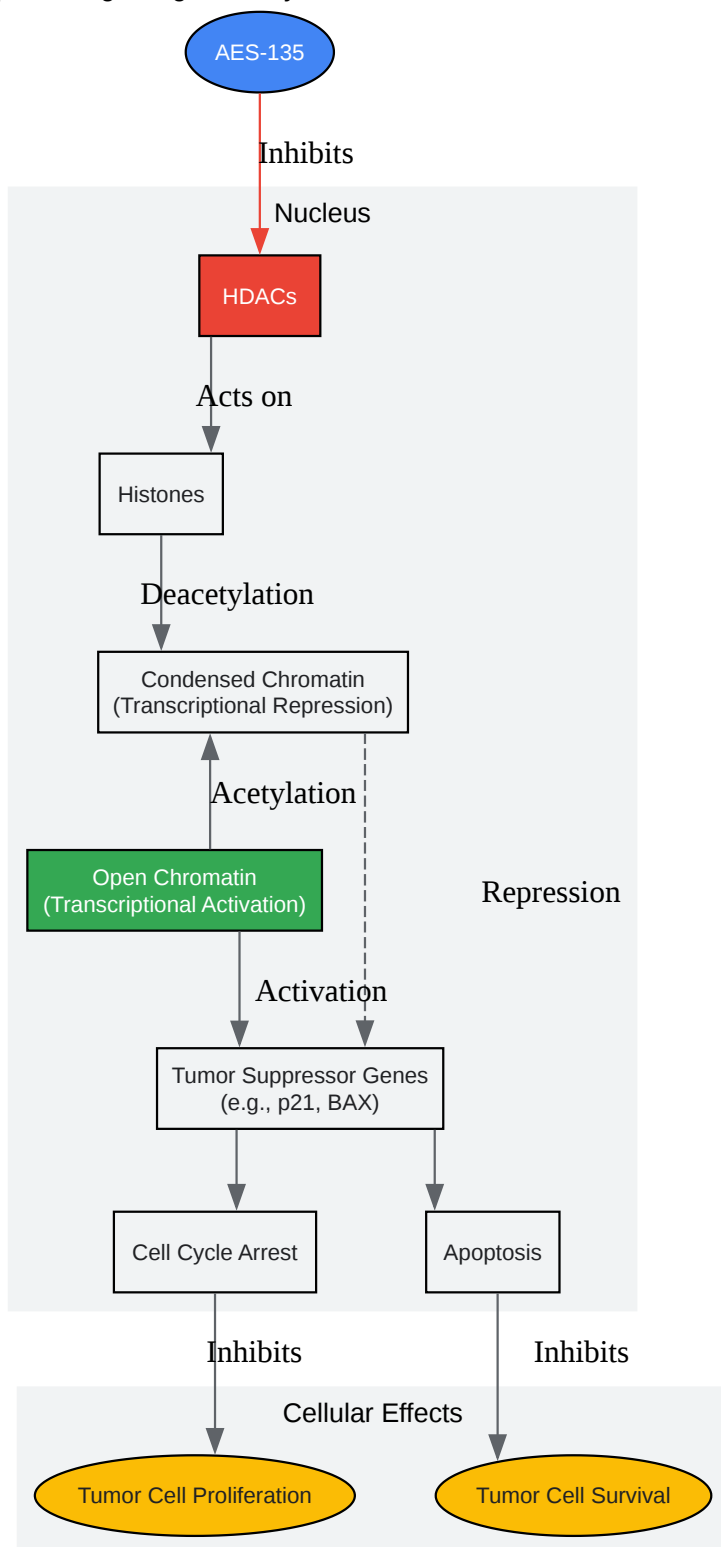 AES-135
Inhibits
Nucleus
HDACs
Acts on
Histones
Deacetylation
Condensed Chromatin
(Transcriptional Repression)
Acetylation
Open Chromatin
(Transcriptional Activation)
Repression
Activation
Tumor Suppressor Genes
(e.g., p21, BAX)
Cell Cycle Arrest
Apoptosis
Inhibits
Inhibits
Cellular Effects
Tumor Cell Proliferation
Tumor Cell Survival